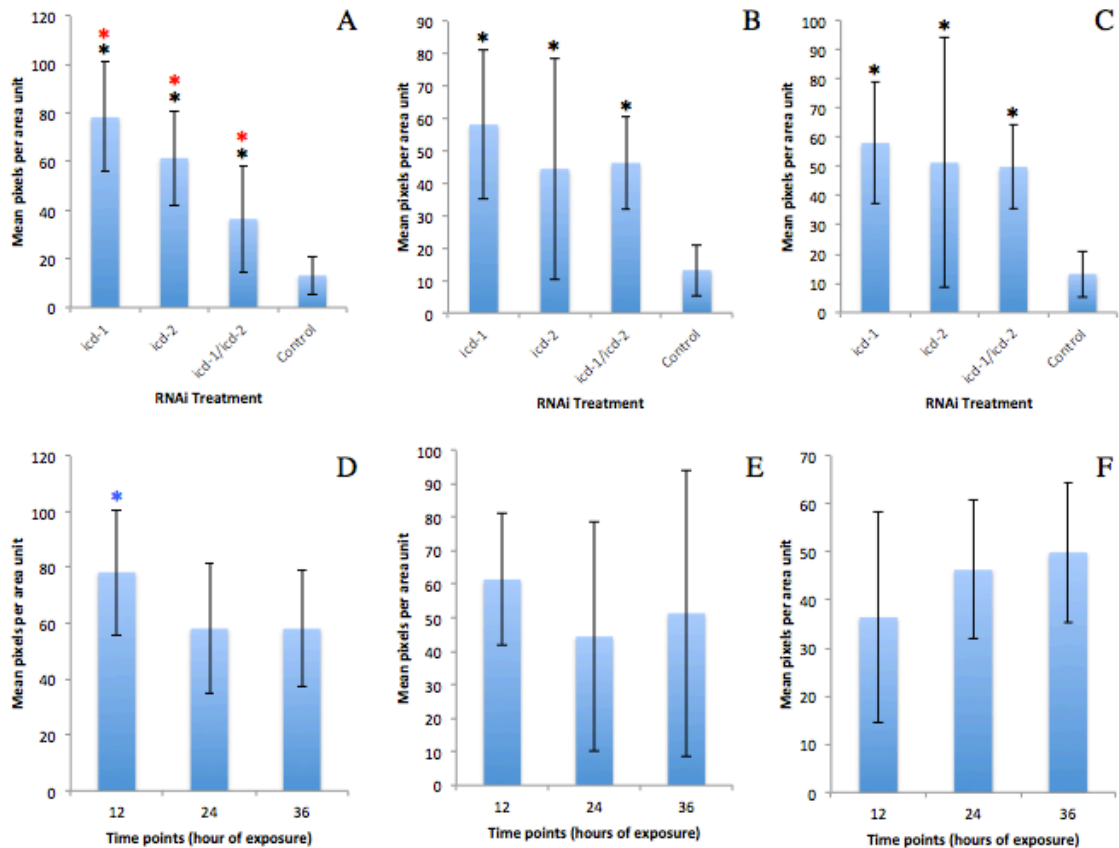 A
120
100
80
60
40
20
0
Mean pixels per area unit
* * * * * *
icd-1 icd-2 icd-1/icd-2 Control
RNAi Treatment
B
90
80
70
60
50
40
30
20
10
0
Mean pixels per area unit
* * *
icd-1 icd-2 icd-1/icd-2 Control
RNAi Treatment
C
100
90
80
70
60
50
40
30
20
10
0
Mean pixels per area unit
* * *
icd-1 icd-2 icd-1/icd-2 Control
RNAi Treatment
D
120
100
80
60
40
20
0
Mean pixels per area unit
*
12 24 36
Time points (hour of exposure)
E
100
90
80
70
60
50
40
30
20
10
0
Mean pixels per area unit
12 24 36
Time points (hours of exposure)
F
70
60
50
40
30
20
10
0
Mean pixels per area unit
12 24 36
Time points (hours of exposure)